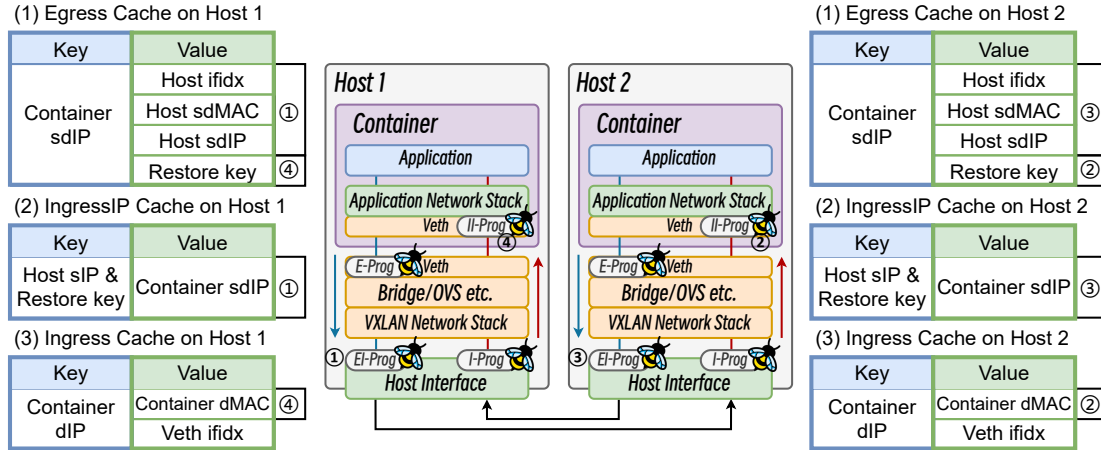 (1) Egress Cache on Host 1
Key
Value
Container
sdIP
Host ifidx
Host sdMAC
Host sdIP
①
Restore key
④
(2) IngressIP Cache on Host 1
Key
Value
Host sIP &
Restore key
Container sdIP
①
(3) Ingress Cache on Host 1
Key
Value
Container
dIP
Container dMAC
④
Veth ifidx
Host 1
Container
Application
Application Network Stack
Veth
II-Prog
④
E-Prog
Veth
Bridge/OVS etc.
VXLAN Network Stack
①
EI-Prog
I-Prog
Host Interface
Host 2
Container
Application
Application Network Stack
Veth
II-Prog
②
E-Prog
Veth
Bridge/OVS etc.
VXLAN Network Stack
③
EI-Prog
I-Prog
Host Interface
(1) Egress Cache on Host 2
Key
Value
Container
sdIP
Host ifidx
Host sdMAC
Host sdIP
③
Restore key
②
(2) IngressIP Cache on Host 2
Key
Value
Host sIP &
Restore key
Container sdIP
③
(3) Ingress Cache on Host 2
Key
Value
Container
dIP
Container dMAC
②
Veth ifidx